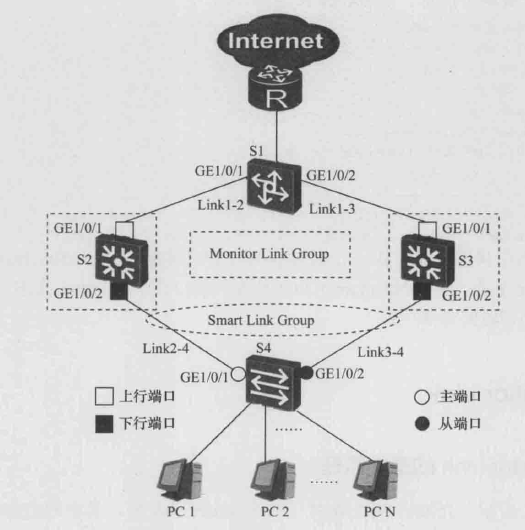 Internet
R
S1
GE1/0/1
GE1/0/2
Link1-2
Link1-3
GE1/0/1
GE1/0/1
S2
Monitor Link Group
S3
GE1/0/2
GE1/0/2
Smart Link Group
Link2-4
S4
Link3-4
GE1/0/1
GE1/0/2
上行端口
主端口
下行端口
从端口
……
……
PC 1
PC 2
PC N